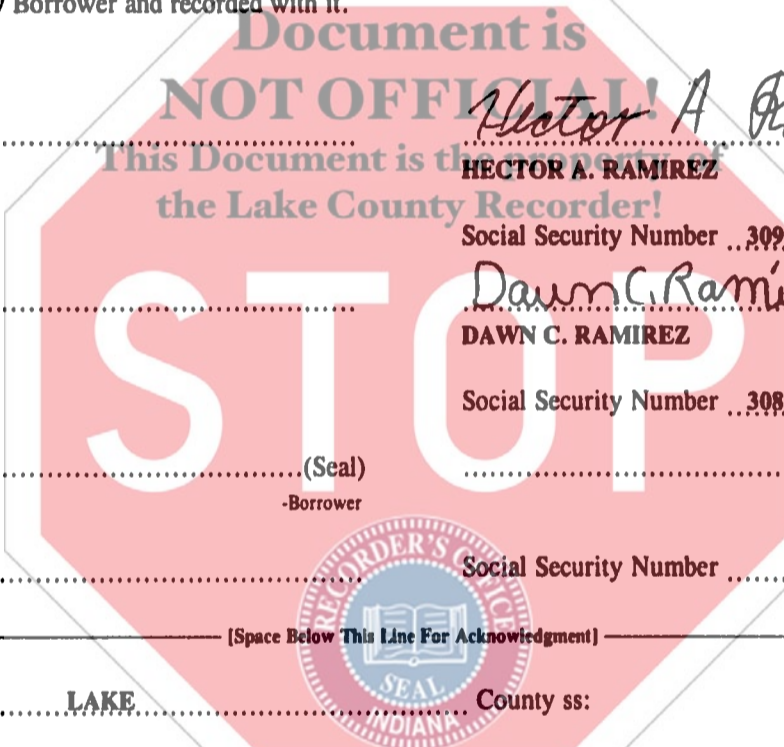 Borrower and recorded with it.
Document is
NOT OFFICIAL!
This Document is the property of
the Lake County Recorder!
Hector A
HECTOR A. RAMIREZ
Social Security Number 309
Dawn C. Rami
DAWN C. RAMIREZ
Social Security Number 308
STOP
(Seal)
-Borrower
Social Security Number
RECORDER'S OFFICE
[Space Below This Line For Acknowledgment]
SEAL
INDIANA
LAKE County ss: